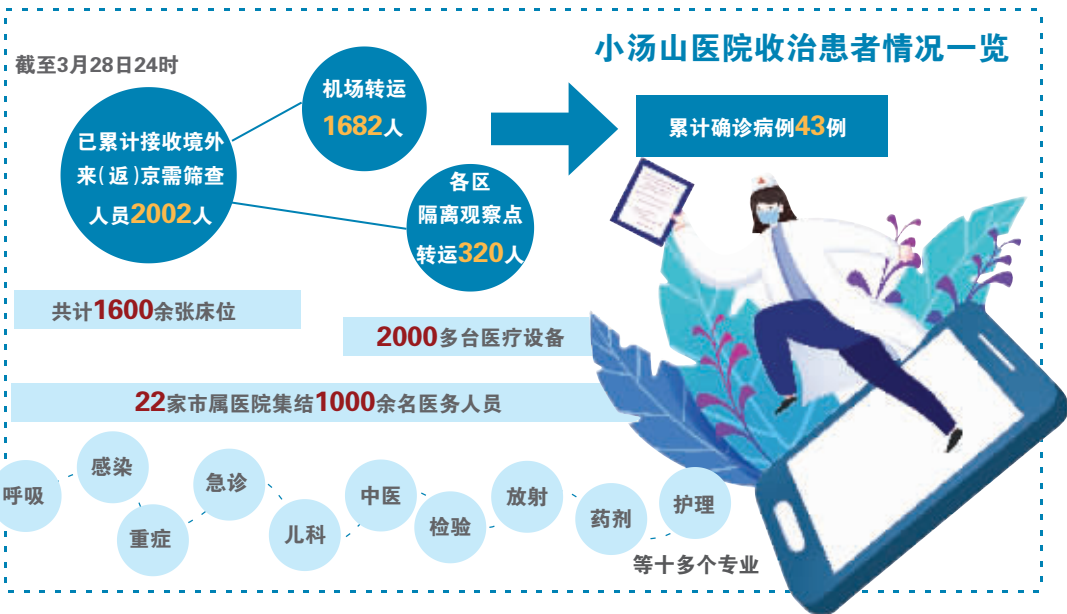 小汤山医院收治患者情况一览
截至3月28日24时
已累计接收境外
来(返)京需筛查
人员2002人
机场转运
1682人
各区
隔离观察点
转运320人
累计确诊病例43例
共计1600余张床位
2000多台医疗设备
22家市属医院集结1000余名医务人员
呼吸
感染
重症
急诊
儿科
中医
检验
放射
药剂
护理
等十多个专业